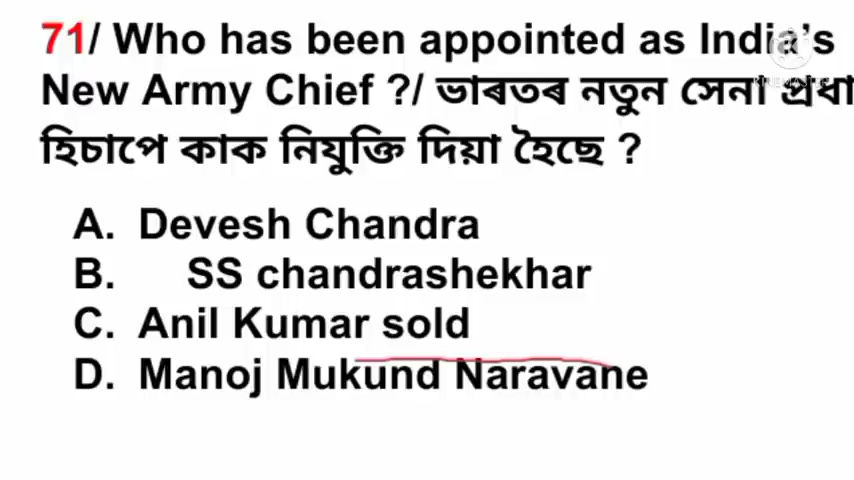 71/ Who has been appointed as India's
New Army Chief ?/ ভাৰতৰ নতুন সেনা প্ৰধা
হিচাপে কাক নিযুক্তি দিয়া হৈছে ?
A. Devesh Chandra
B. SS chandrashekhar
C. Anil Kumar sold
D. Manoj Mukund Naravane
KINEMASTER